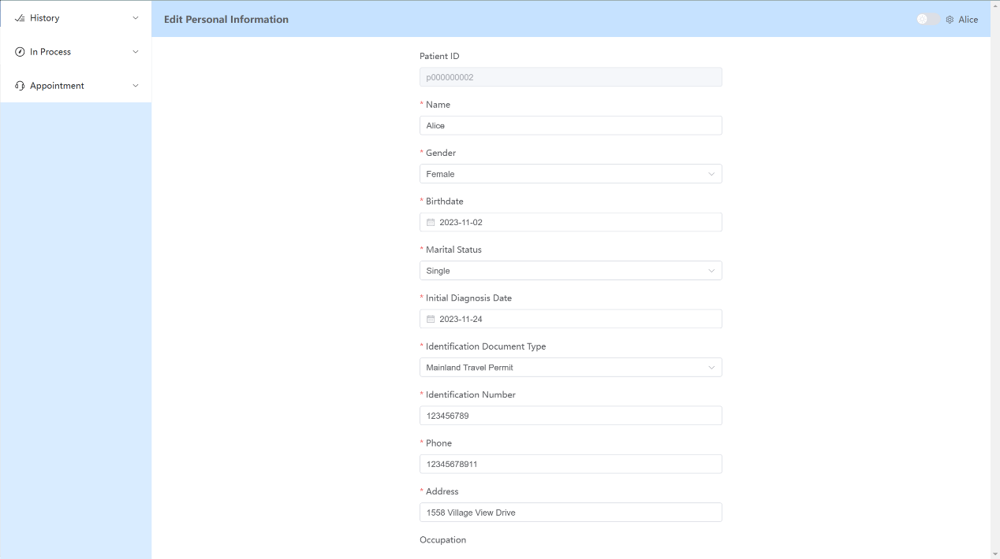 History
Edit Personal Information
Alice
In Process
Appointment
Patient ID
p000000002
* Name
Alice
* Gender
Female
* Birthdate
2023-11-02
* Marital Status
Single
* Initial Diagnosis Date
2023-11-24
* Identification Document Type
Mainland Travel Permit
* Identification Number
123456789
* Phone
12345678911
* Address
1558 Village View Drive
Occupation